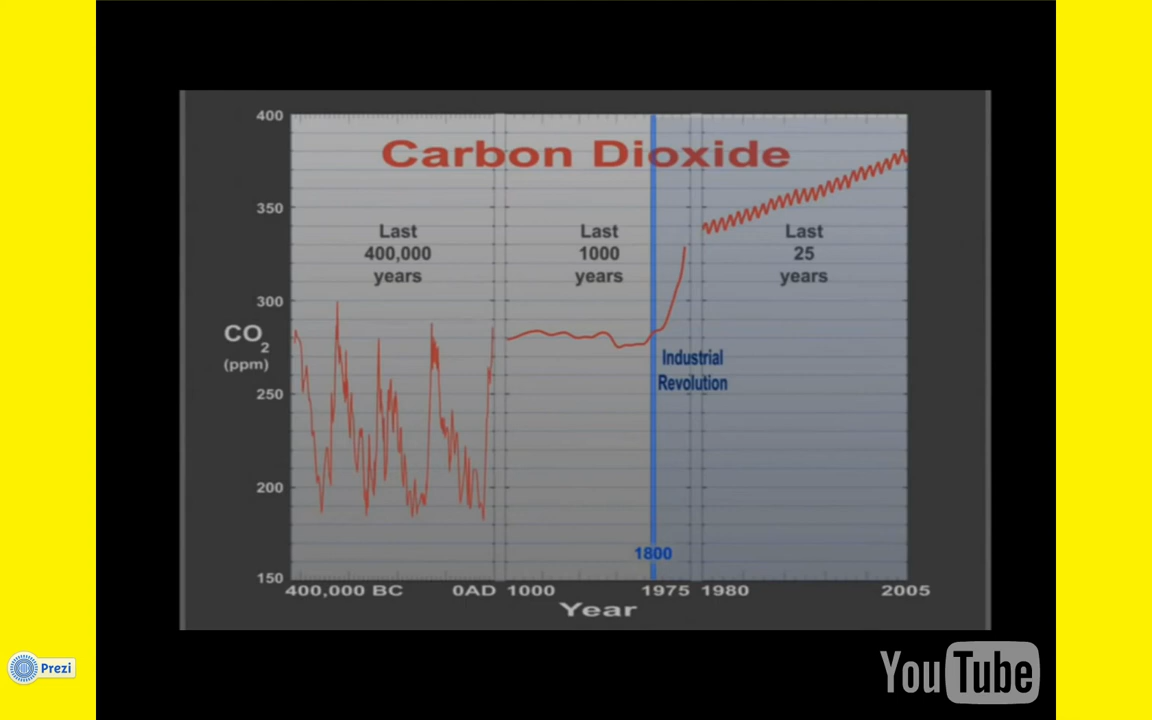 400
Carbon Dioxide
350
Last
400,000
years
Last
1000
years
Last
25
years
300
CO2
(ppm)
Industrial
Revolution
250
200
1800
150
400,000 BC 0AD 1000 1975 1980 2005
Year
Prezi
YouTube